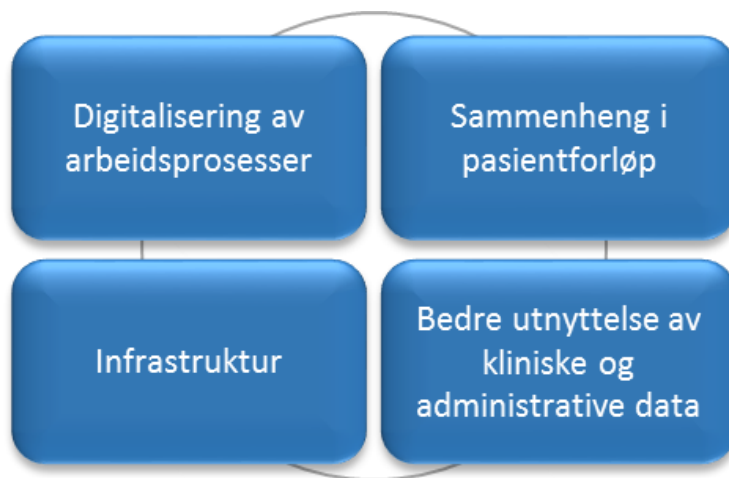 Digitalisering av
arbeidsprosesser
Sammenheng i
pasientforløp
Infrastruktur
Bedre utnyttelse av
kliniske og
administrative data